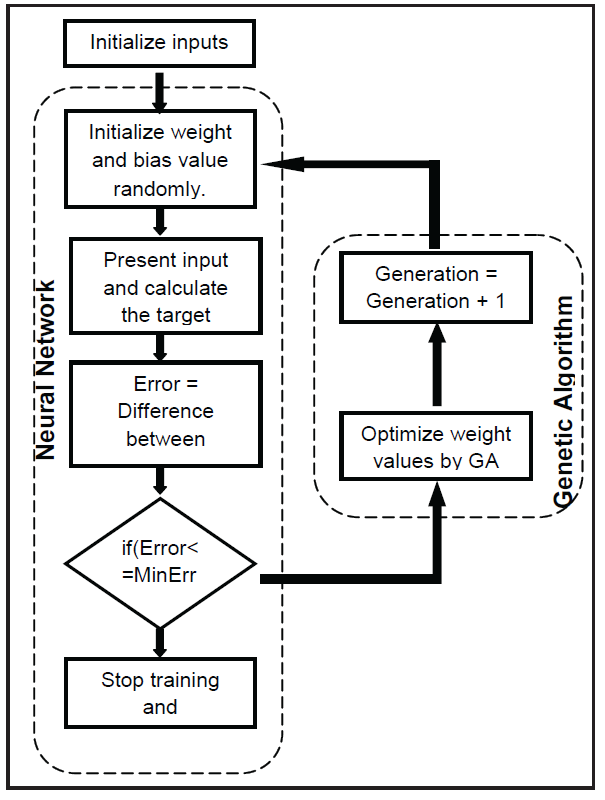 Initialize inputs
Initialize weight
and bias value
randomly.
Present input
and calculate
the target
Error =
Difference
between
if(Error<
=MinErr
Stop training
and
Neural Network
Generation =
Generation + 1
Optimize weight
values by GA
Genetic Algorithm